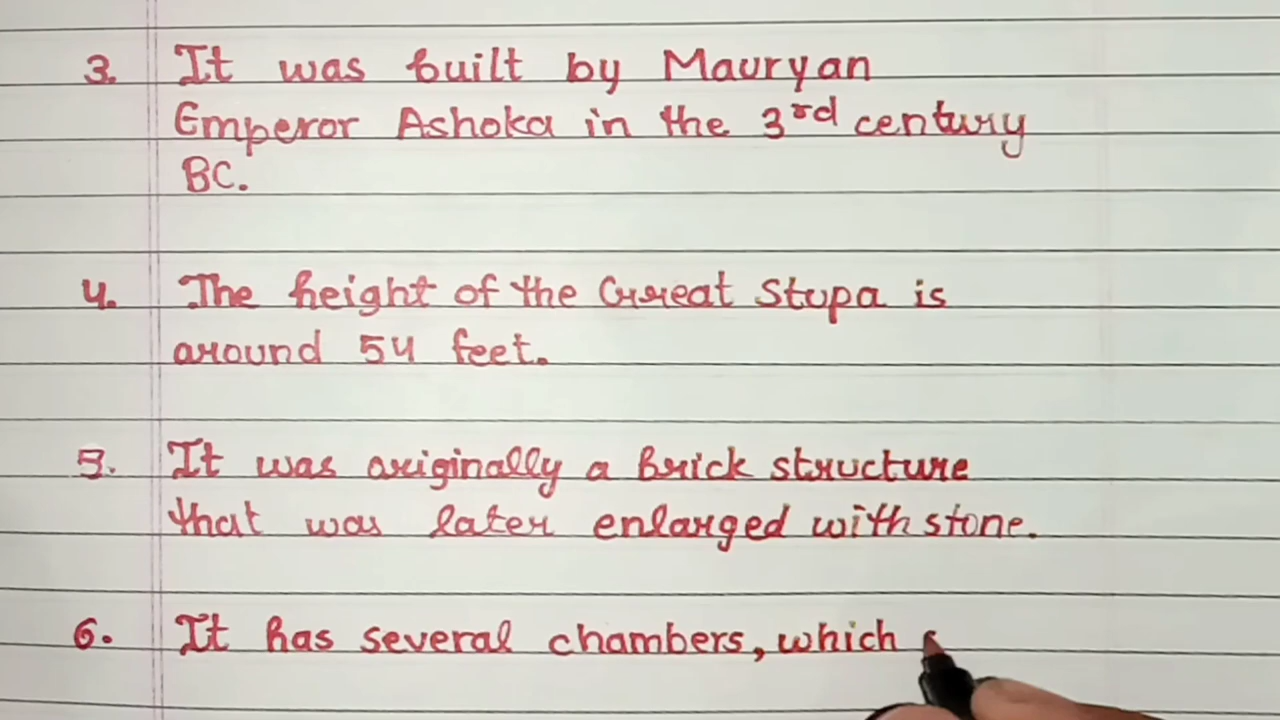 3. It was built by Mauryan
Emperor Ashoka in the 3rd century
BC.
4. The height of the Great Stupa is
around 54 feet.
5. It was originally a Brick structure
that was later enlarged with stone.
6. It has several chambers, which